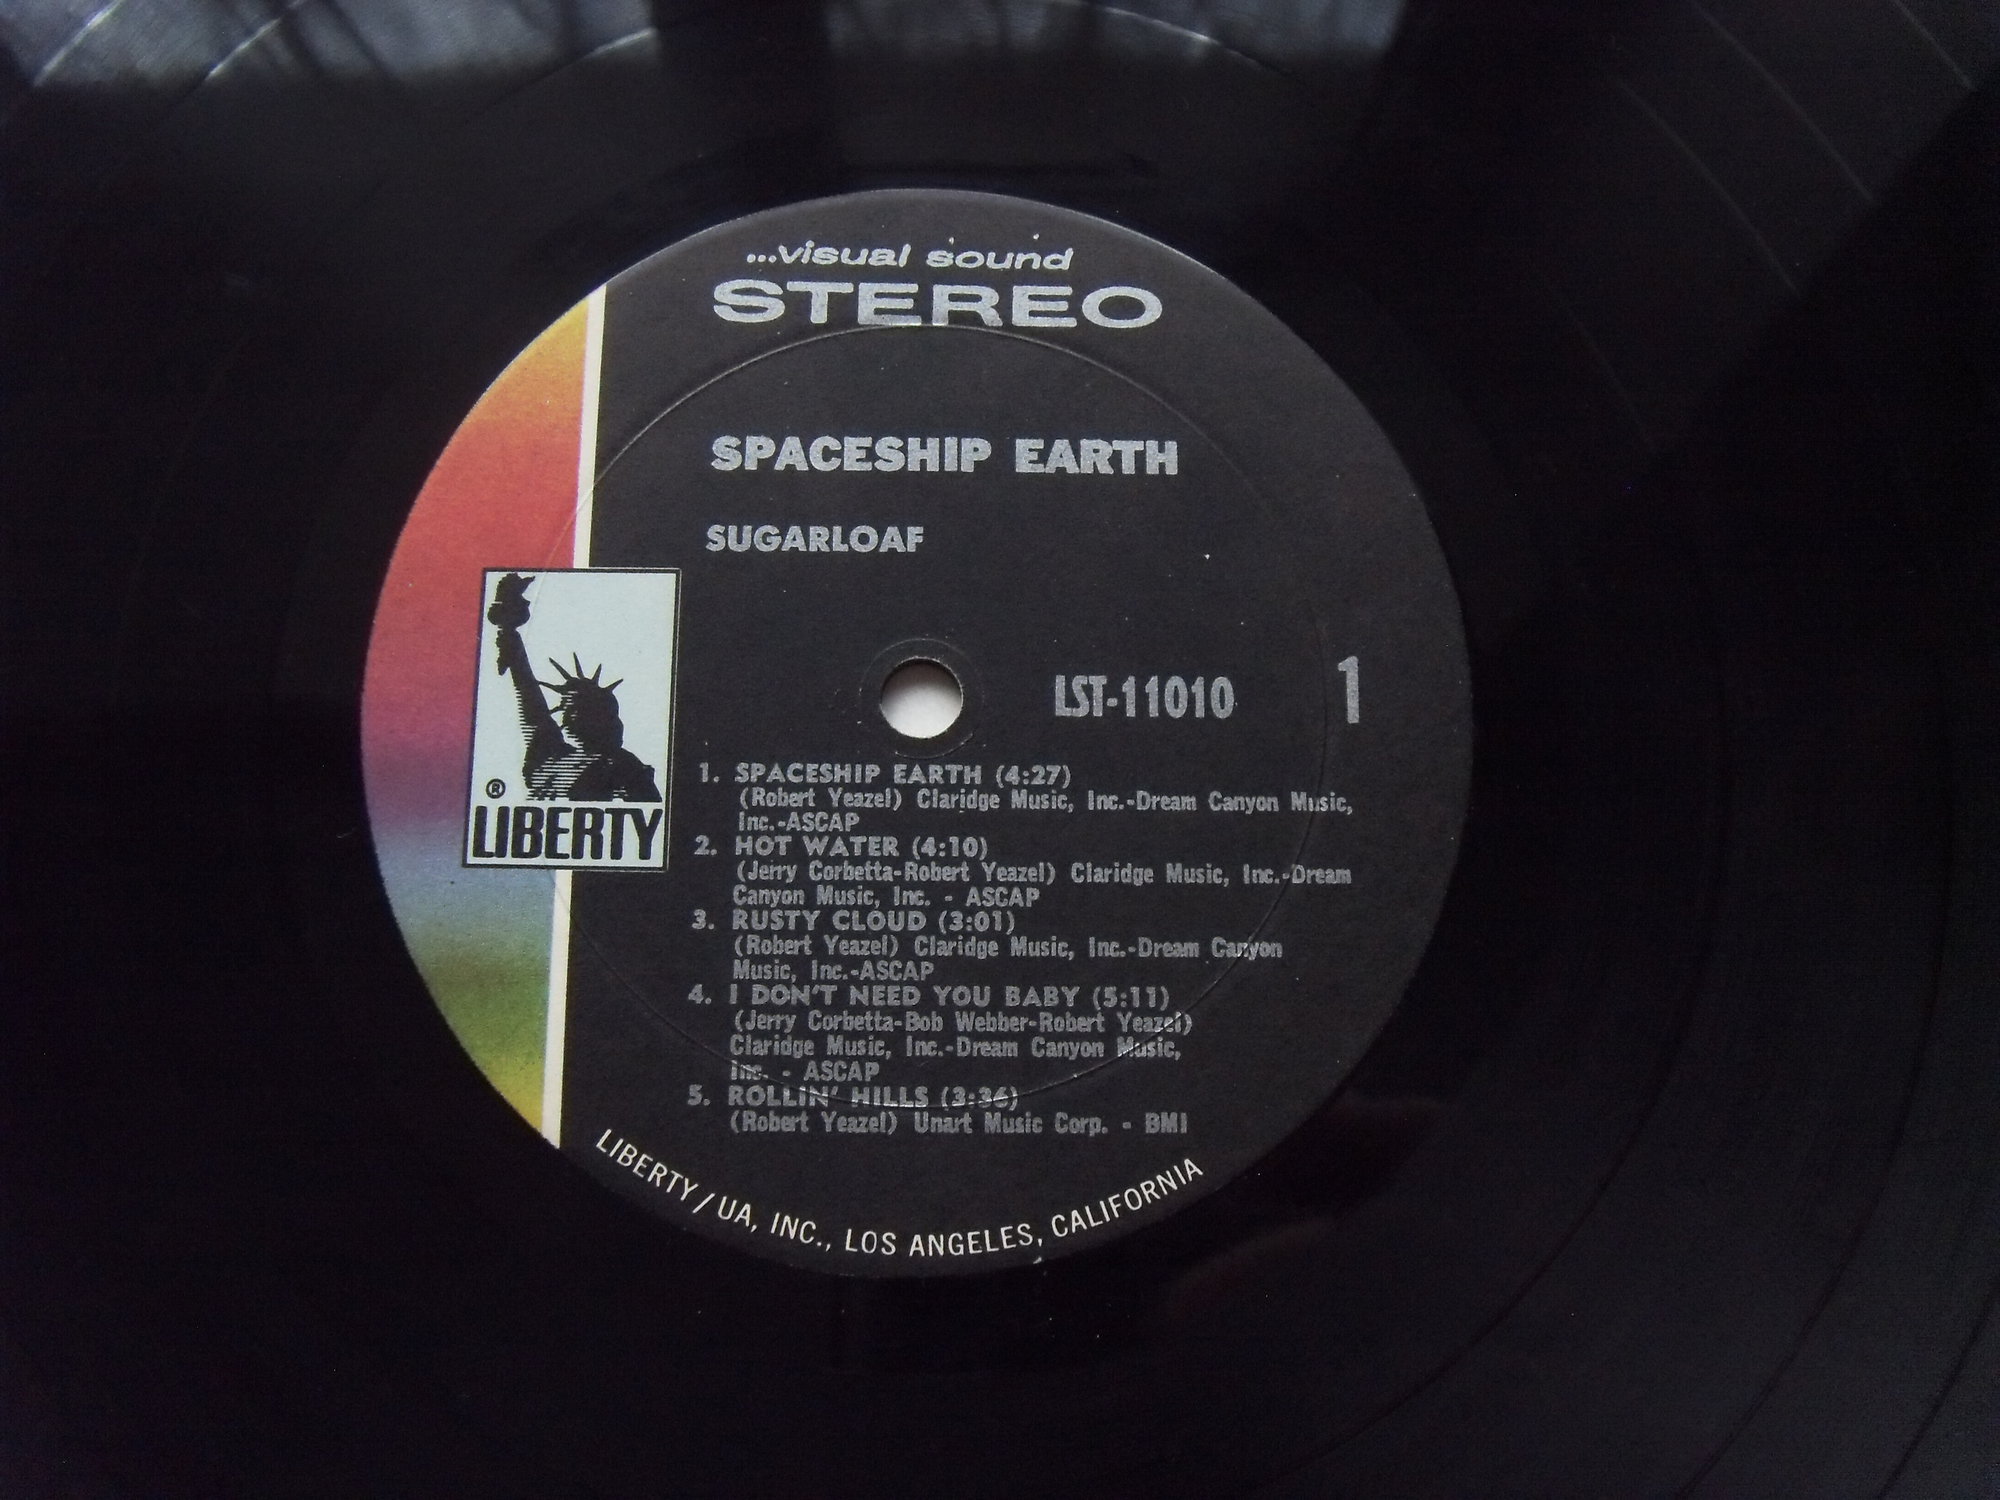 ...visual sound
STEREO
SPACESHIP EARTH
SUGARLOAF
LST-11010
1
® LIBERTY
1. SPACESHIP EARTH (4:27)
(Robert Yeazel) Claridge Music, Inc.-Dream Canyon Music,
Inc.-ASCAP
2. HOT WATER (4:10)
(Jerry Corbetta-Robert Yeazel) Claridge Music, Inc.-Dream
Canyon Music, Inc. - ASCAP
3. RUSTY CLOUD (3:01)
(Robert Yeazel) Claridge Music, Inc.-Dream Canyon
Music, Inc.-ASCAP
4. I DON'T NEED YOU BABY (5:11)
(Jerry Corbetta-Bob Webber-Robert Yeazel)
Claridge Music, Inc.-Dream Canyon Music,
Inc. - ASCAP
5. ROLLIN' HILLS (3:36)
(Robert Yeazel) Unart Music Corp. - BMI
LIBERTY/UA, INC., LOS ANGELES, CALIFORNIA